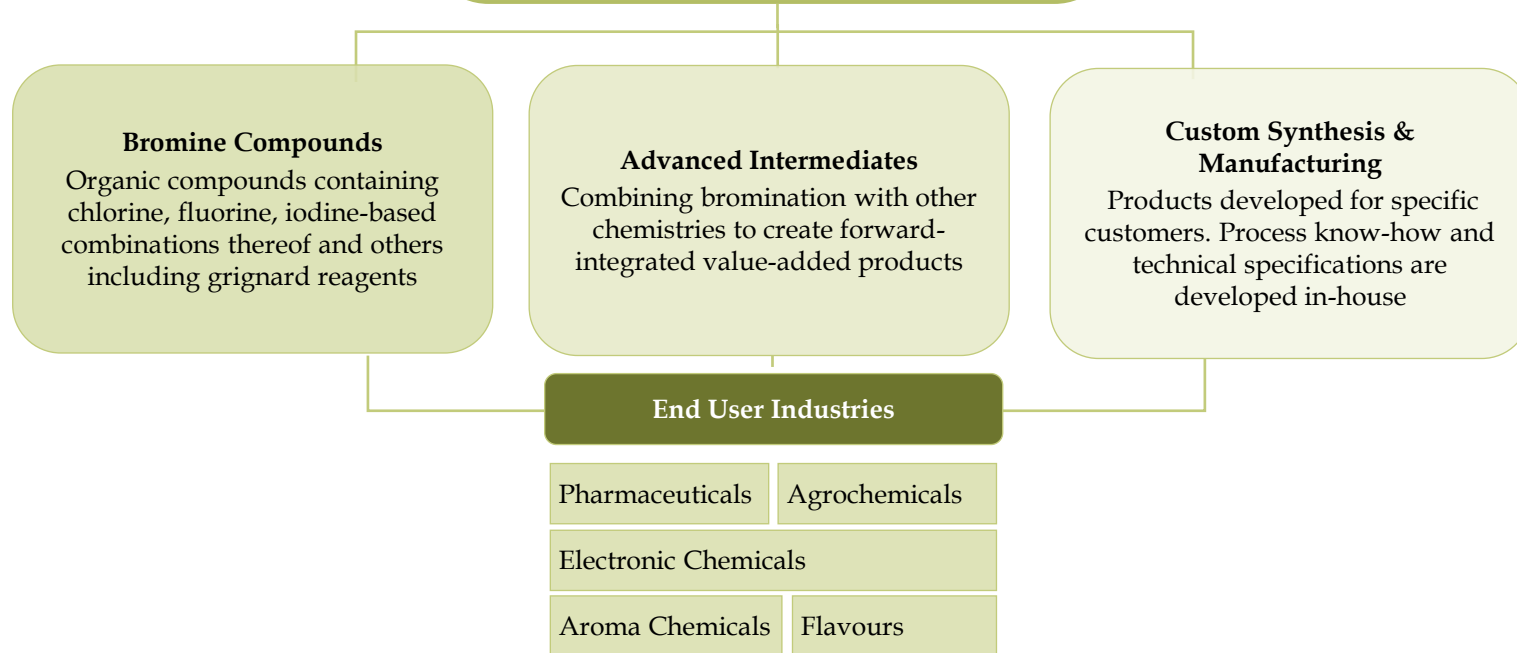 Bromine Compounds
Organic compounds containing
chlorine, fluorine, iodine-based
combinations thereof and others
including grignard reagents
Advanced Intermediates
Combining bromination with other
chemistries to create forward-
integrated value-added products
Custom Synthesis &
Manufacturing
Products developed for specific
customers. Process know-how and
technical specifications are
developed in-house
End User Industries
Pharmaceuticals
Agrochemicals
Electronic Chemicals
Aroma Chemicals
Flavours